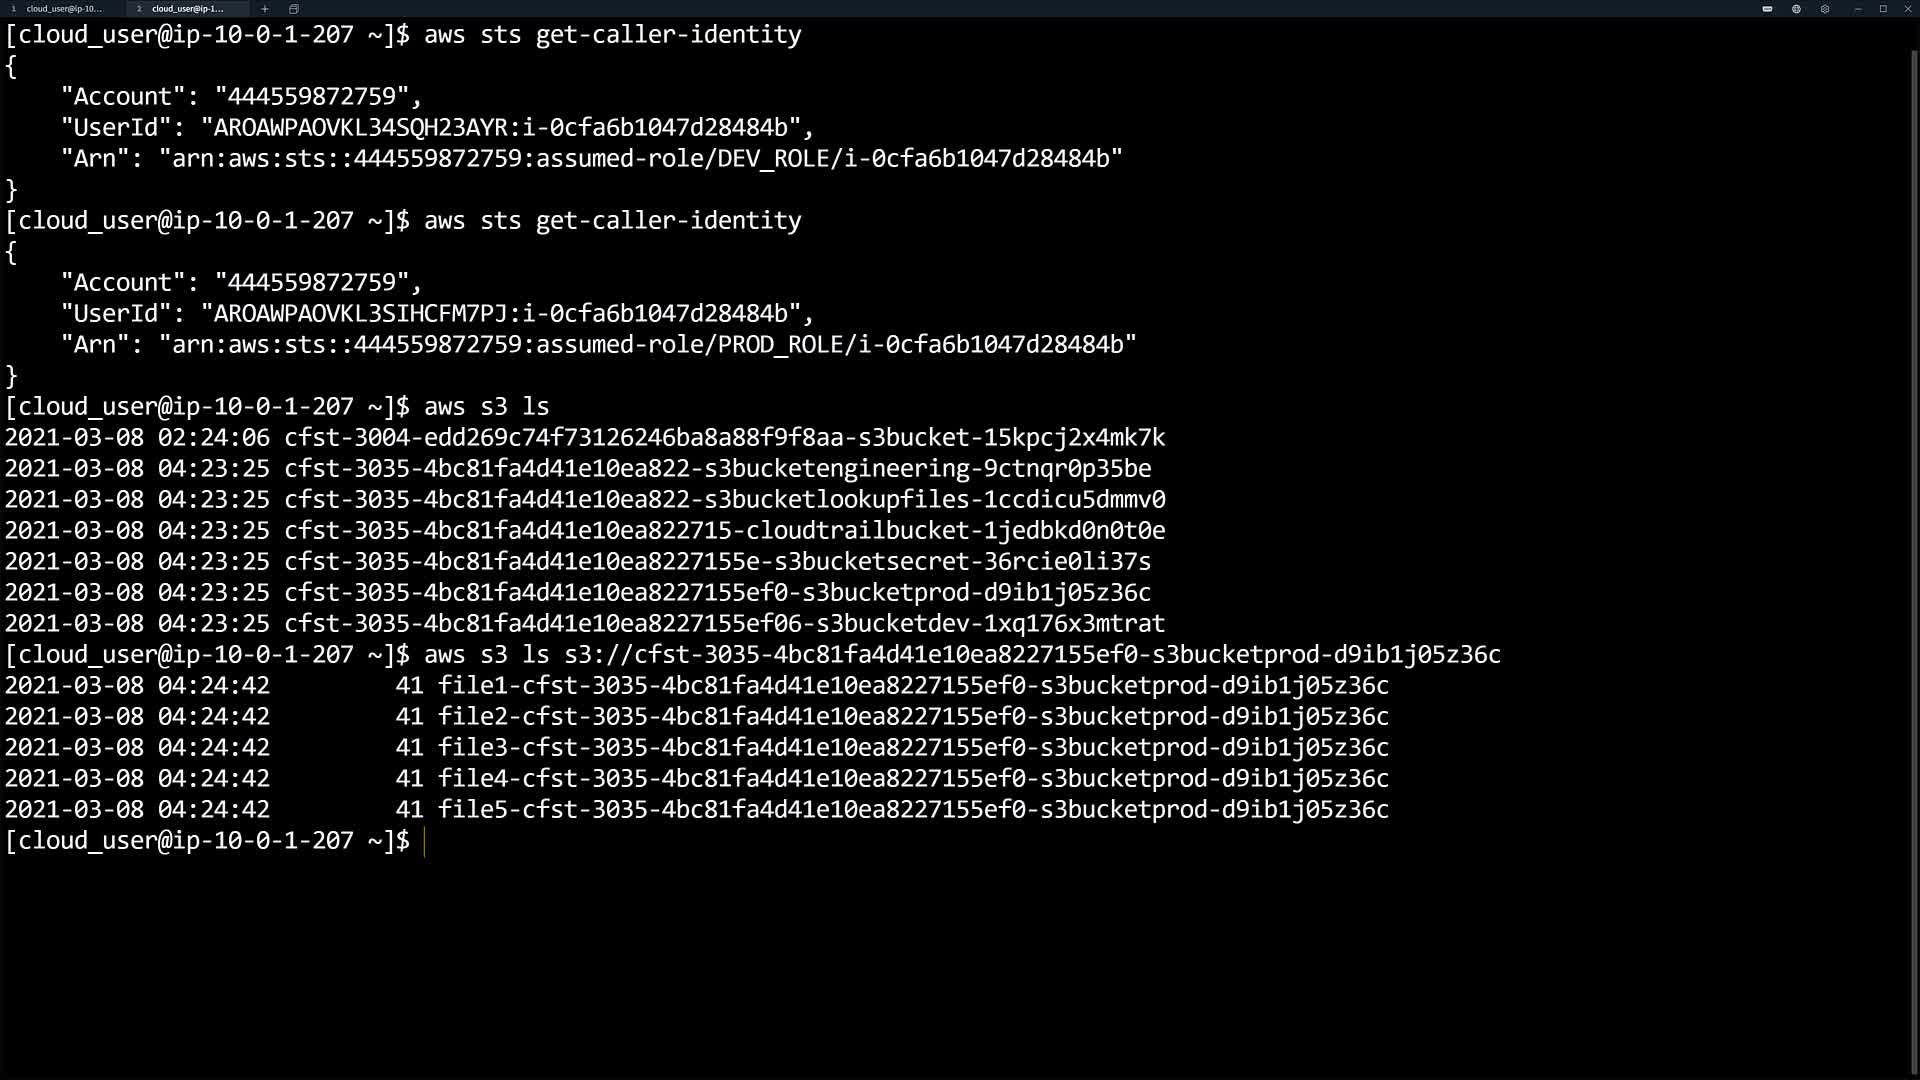 1 cloud_user@ip-10... 2 cloud_user@ip-1...
[cloud_user@ip-10-0-1-207 ~]$ aws sts get-caller-identity
{
    "Account": "444559872759",
    "UserId": "AROAWPAOVKL34SQH23AYR:i-0cfa6b1047d28484b",
    "Arn": "arn:aws:sts::444559872759:assumed-role/DEV_ROLE/i-0cfa6b1047d28484b"
}
[cloud_user@ip-10-0-1-207 ~]$ aws sts get-caller-identity
{
    "Account": "444559872759",
    "UserId": "AROAWPAOVKL3SIHCFM7PJ:i-0cfa6b1047d28484b",
    "Arn": "arn:aws:sts::444559872759:assumed-role/PROD_ROLE/i-0cfa6b1047d28484b"
}
[cloud_user@ip-10-0-1-207 ~]$ aws s3 ls
2021-03-08 02:24:06 cfst-3004-edd269c74f73126246ba8a88f9f8aa-s3bucket-15kpcj2x4mk7k
2021-03-08 04:23:25 cfst-3035-4bc81fa4d41e10ea822-s3bucketengineering-9ctnqr0p35be
2021-03-08 04:23:25 cfst-3035-4bc81fa4d41e10ea822-s3bucketlookupfiles-1ccdicu5dmmv0
2021-03-08 04:23:25 cfst-3035-4bc81fa4d41e10ea822715-cloudtrailbucket-1jedbkd0n0t0e
2021-03-08 04:23:25 cfst-3035-4bc81fa4d41e10ea8227155e-s3bucketsecret-36rcie0li37s
2021-03-08 04:23:25 cfst-3035-4bc81fa4d41e10ea8227155ef0-s3bucketprod-d9ib1j05z36c
2021-03-08 04:23:25 cfst-3035-4bc81fa4d41e10ea8227155ef06-s3bucketdev-1xq176x3mtrat
[cloud_user@ip-10-0-1-207 ~]$ aws s3 ls s3://cfst-3035-4bc81fa4d41e10ea8227155ef0-s3bucketprod-d9ib1j05z36c
2021-03-08 04:24:42         41 file1-cfst-3035-4bc81fa4d41e10ea8227155ef0-s3bucketprod-d9ib1j05z36c
2021-03-08 04:24:42         41 file2-cfst-3035-4bc81fa4d41e10ea8227155ef0-s3bucketprod-d9ib1j05z36c
2021-03-08 04:24:42         41 file3-cfst-3035-4bc81fa4d41e10ea8227155ef0-s3bucketprod-d9ib1j05z36c
2021-03-08 04:24:42         41 file4-cfst-3035-4bc81fa4d41e10ea8227155ef0-s3bucketprod-d9ib1j05z36c
2021-03-08 04:24:42         41 file5-cfst-3035-4bc81fa4d41e10ea8227155ef0-s3bucketprod-d9ib1j05z36c
[cloud_user@ip-10-0-1-207 ~]$